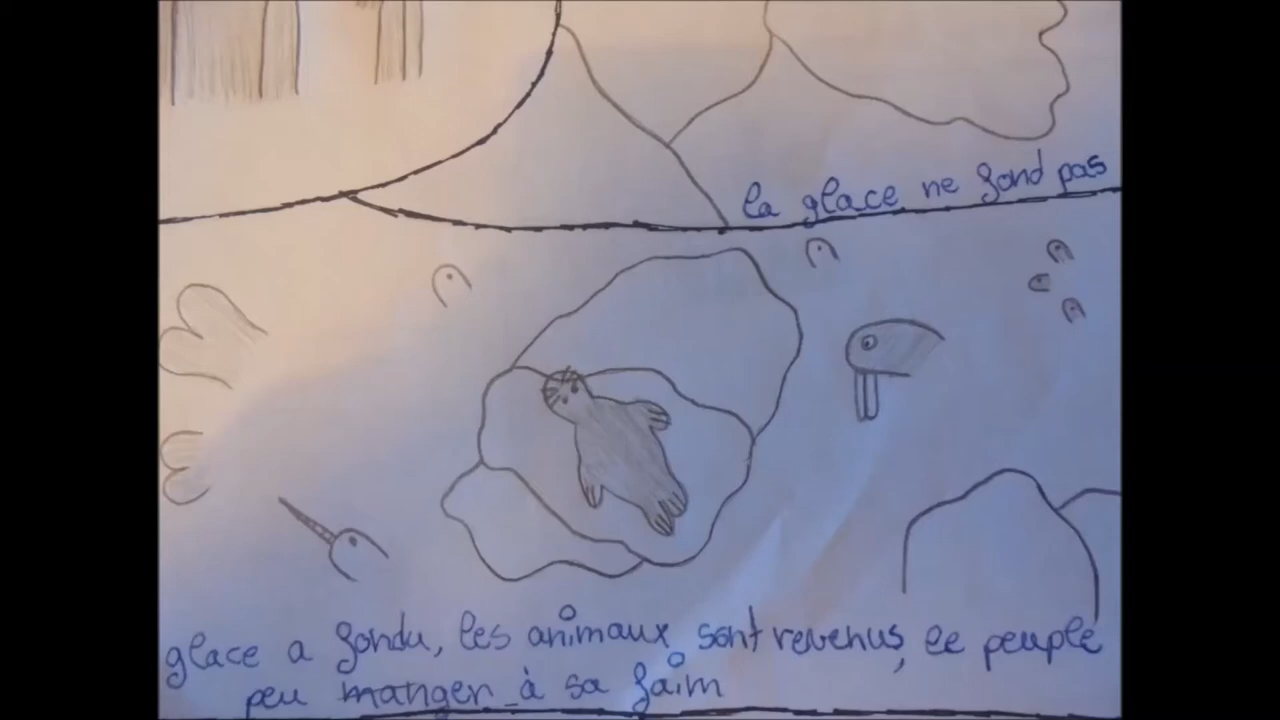 la glace ne fond pas
glace a fondu, les animaux sont revenus, le peuple
peu manger à sa faim